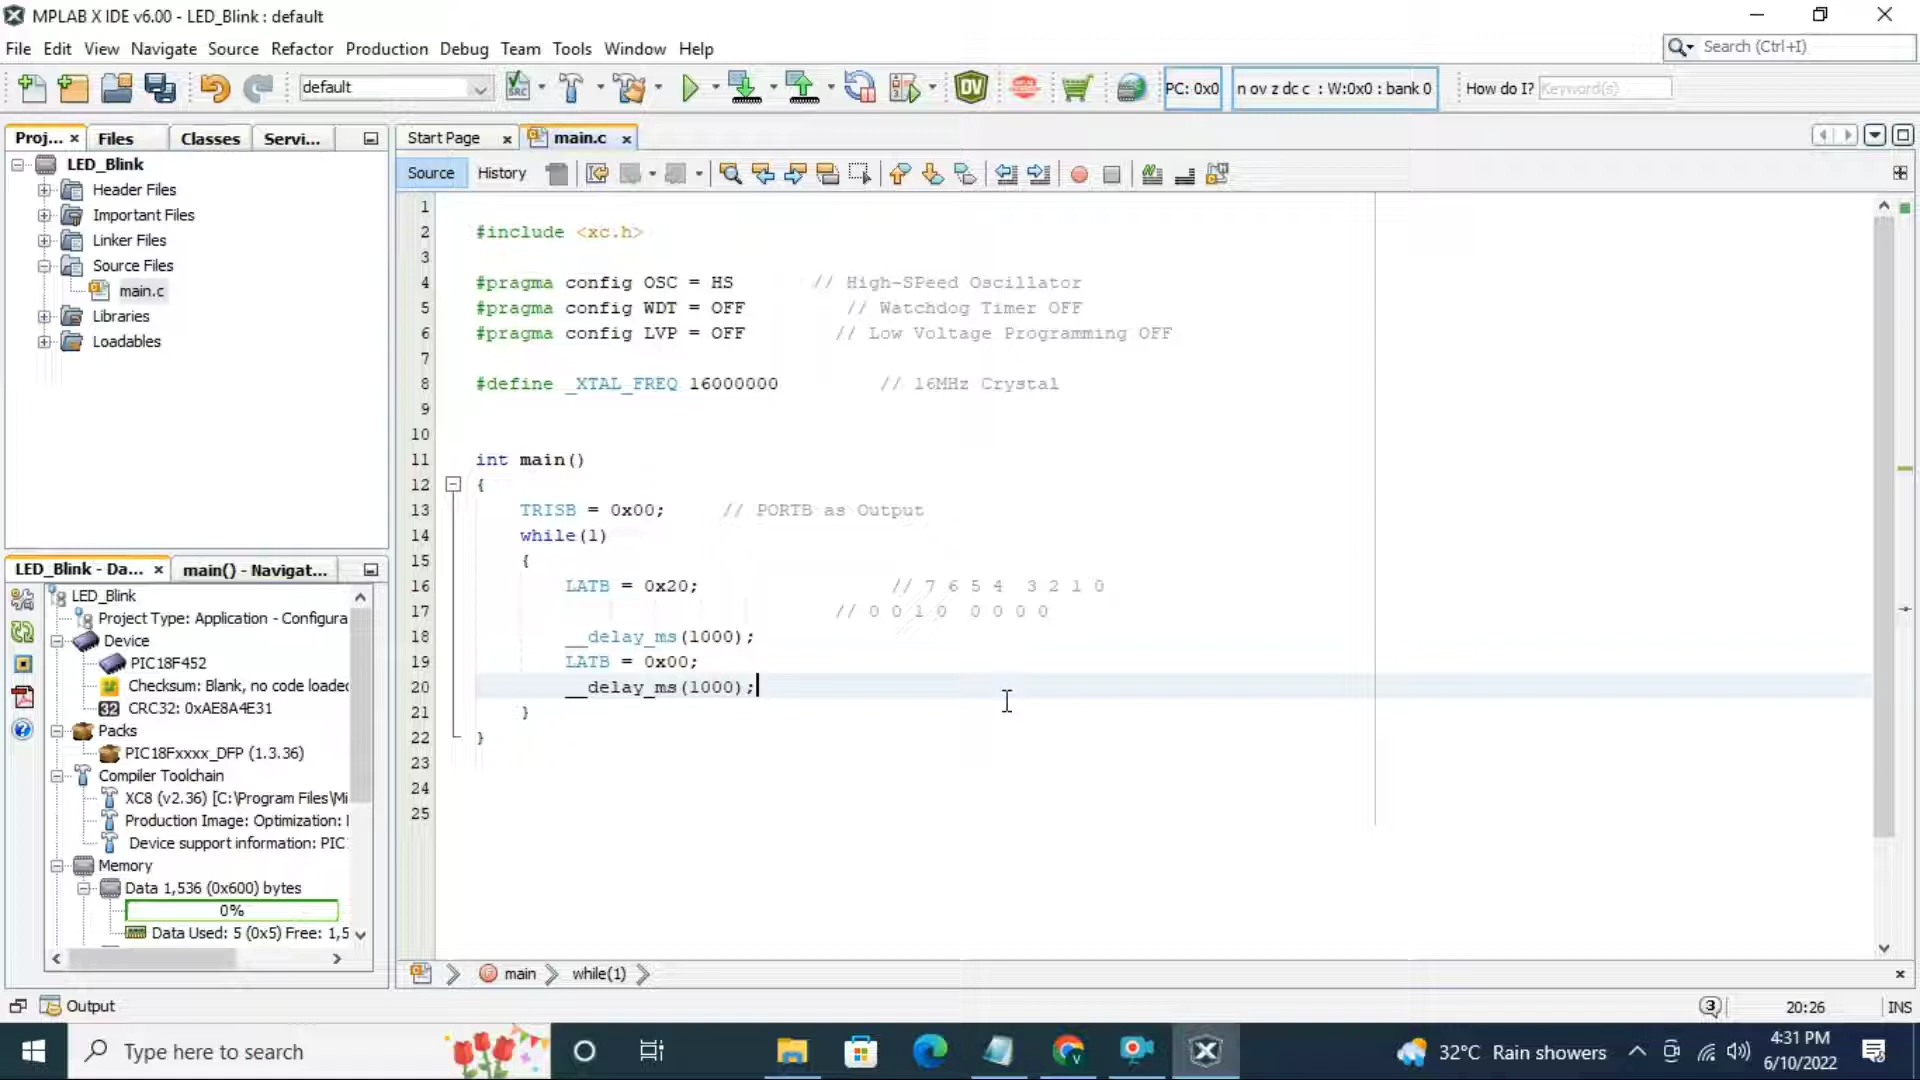 MPLAB X IDE v6.00 - LED_Blink : default
File Edit View Navigate Source Refactor Production Debug Team Tools Window Help
Search (Ctrl+I)
default
PC: 0x0
n ov z dc c : W:0x0 : bank 0
How do I?
Keyword(s)
Proj... Files Classes Servi...
Start Page main.c
LED_Blink
Header Files
Important Files
Linker Files
Source Files
main.c
Libraries
Loadables
Source History
1
2 #include <xc.h>
3
4 #pragma config OSC = HS // High-SPeed Oscillator
5 #pragma config WDT = OFF // Watchdog Timer OFF
6 #pragma config LVP = OFF // Low Voltage Programming OFF
7
8 #define _XTAL_FREQ 16000000 // 16MHz Crystal
9
10
11 int main()
12 {
13 TRISB = 0x00; // PORTB as Output
14 while(1)
15 {
16 LATB = 0x20; // 7 6 5 4 3 2 1 0
17 // 0 0 1 0 0 0 0 0
18 __delay_ms(1000);
19 LATB = 0x00;
20 __delay_ms(1000);
21 }
22 }
23
24
25
LED_Blink - Da... main() - Navigat...
LED_Blink
Project Type: Application - Configura
Device
PIC18F452
Checksum: Blank, no code loaded
CRC32: 0xAE8A4E31
Packs
PIC18Fxxxx_DFP (1.3.36)
Compiler Toolchain
XC8 (v2.36) [C:\Program Files\Mi
Production Image: Optimization:
Device support information: PIC
Memory
Data 1,536 (0x600) bytes
0%
Data Used: 5 (0x5) Free: 1,5
main while(1)
Output
3
20:26 INS
Type here to search
32°C Rain showers
4:31 PM
6/10/2022